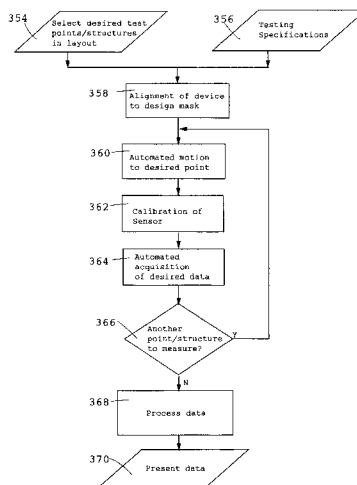 354
Select desired test
points/structures
in layout
356
Testing
Specifications
358
Alignment of device
to design mask
360
Automated motion
to desired point
362
Calibration of
Sensor
364
Automated
acquisition
of desired data
366
Another
point/structure
to measure?
Y
N
368
Process data
370
Present data